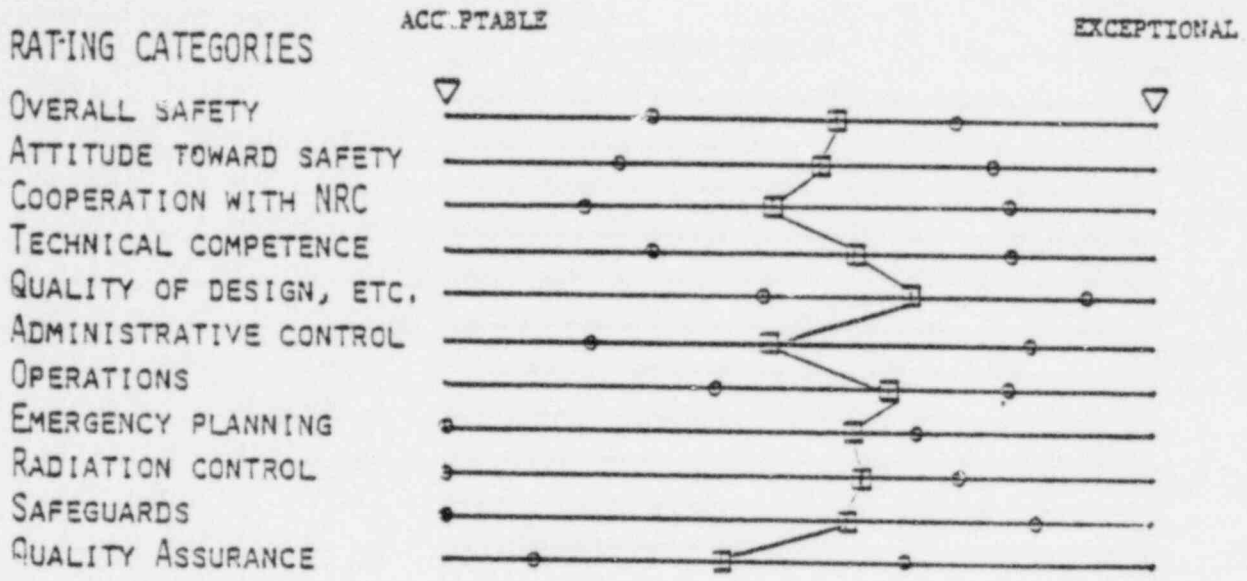 ACC PTABLE
EXCEPTIONAL
RATING CATEGORIES
OVERALL SAFETY
ATTITUDE TOWARD SAFETY
COOPERATION WITH NRC
TECHNICAL COMPETENCE
QUALITY OF DESIGN, ETC.
ADMINISTRATIVE CONTROL
OPERATIONS
EMERGENCY PLANNING
RADIATION CONTROL
SAFEGUARDS
QUALITY ASSURANCE